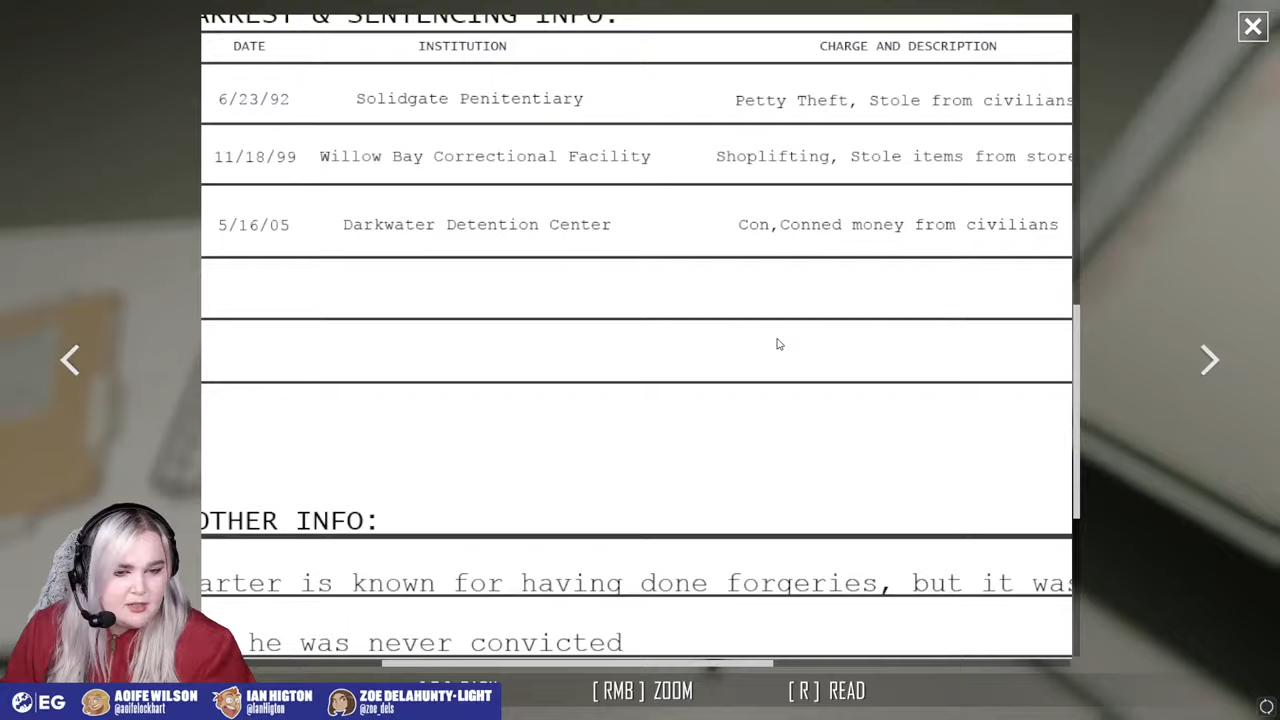 ARREST & SENTENCING INFO:
DATE INSTITUTION CHARGE AND DESCRIPTION
6/23/92 Solidgate Penitentiary Petty Theft, Stole from civilians
11/18/99 Willow Bay Correctional Facility Shoplifting, Stole items from store
5/16/05 Darkwater Detention Center Con,Conned money from civilians
OTHER INFO:
arter is known for having done forgeries, but it was
he was never convicted
[ RMB ] ZOOM [ R ] READ
EG AOIFE WILSON IAN HIGTON ZOE DELAHUNTY-LIGHT
@aoifelockhart @IanHigton @zoe_dels